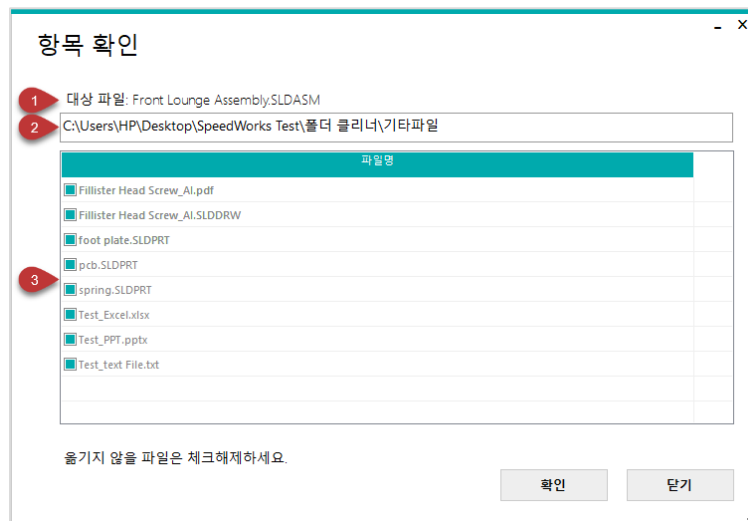 항목 확인
1 대상 파일: Front Lounge Assembly.SLDASM
2 C:\Users\HP\Desktop\SpeedWorks Test\폴더 클리너\기타파일
파일명
Fillister Head Screw_AI.pdf
Fillister Head Screw_AI.SLDDRW
foot plate.SLDPRT
pcb.SLDPRT
3
spring.SLDPRT
Test_Excel.xlsx
Test_PPT.pptx
Test_text File.txt
옮기지 않을 파일은 체크해제하세요.
확인 닫기